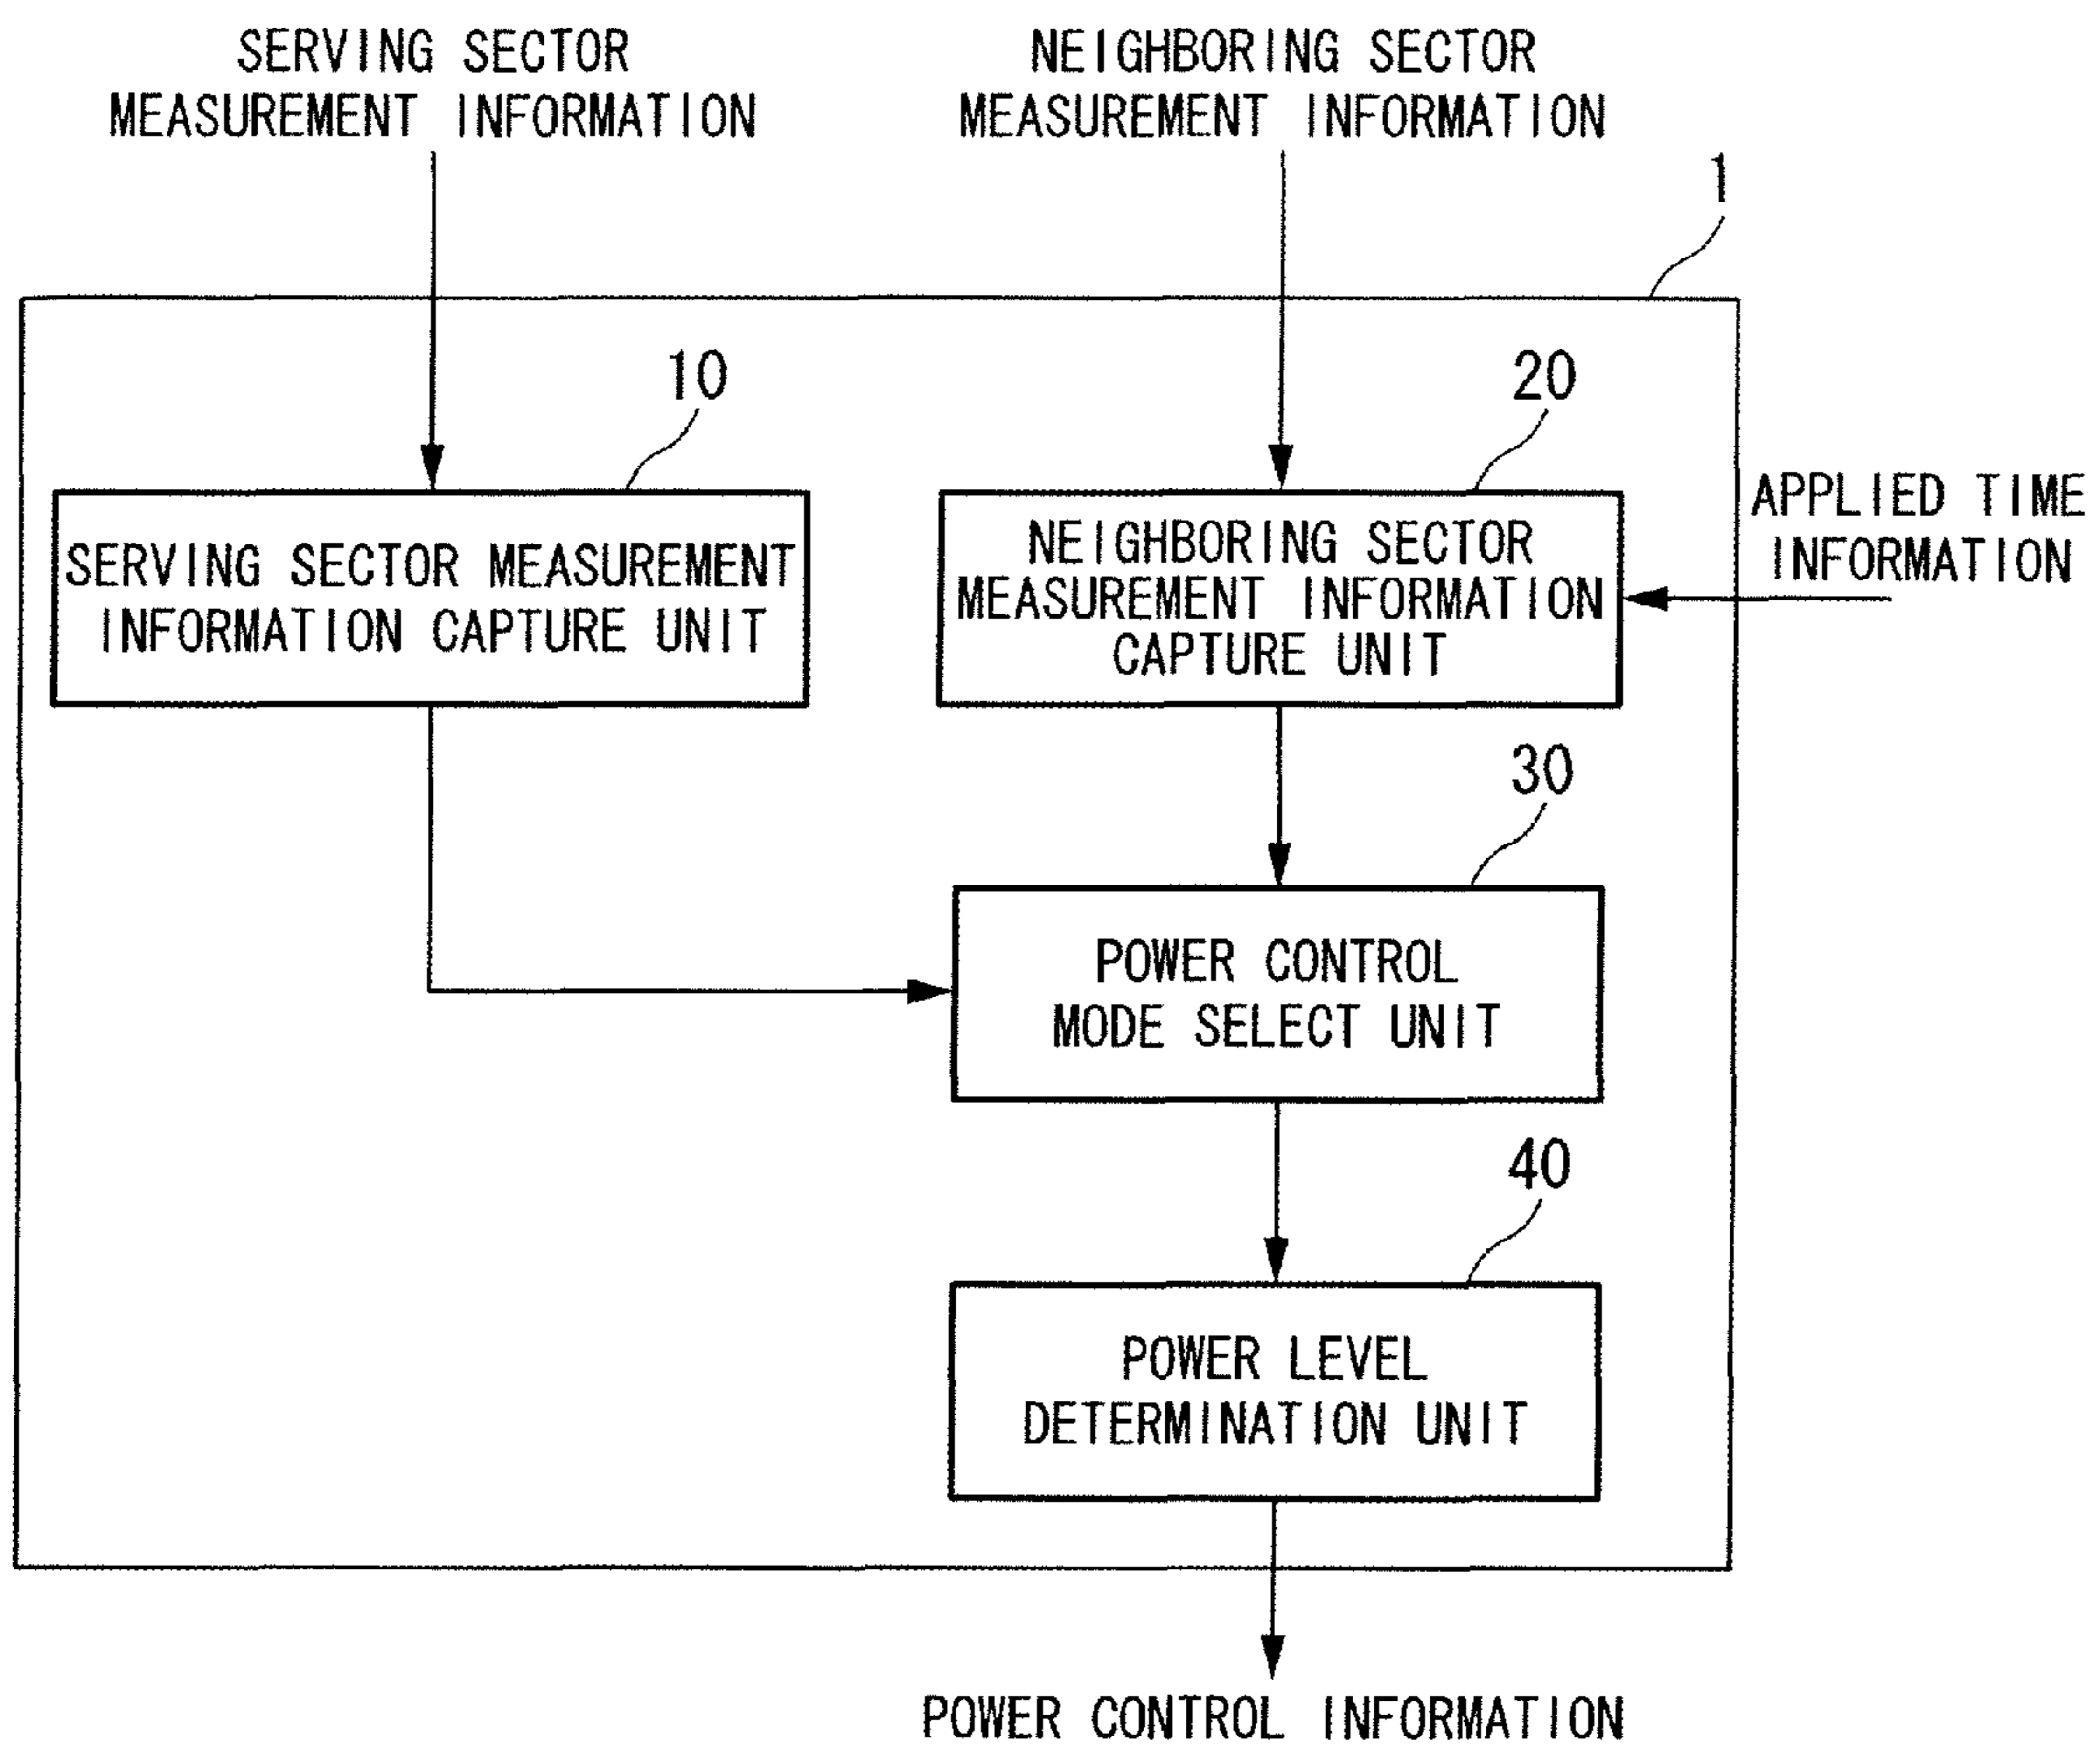 SERVING SECTOR
MEASUREMENT INFORMATION
NEIGHBORING SECTOR
MEASUREMENT INFORMATION
1
10
20
SERVING SECTOR MEASUREMENT
INFORMATION CAPTURE UNIT
NEIGHBORING SECTOR
MEASUREMENT INFORMATION
CAPTURE UNIT
APPLIED TIME
INFORMATION
30
POWER CONTROL
MODE SELECT UNIT
40
POWER LEVEL
DETERMINATION UNIT
POWER CONTROL INFORMATION